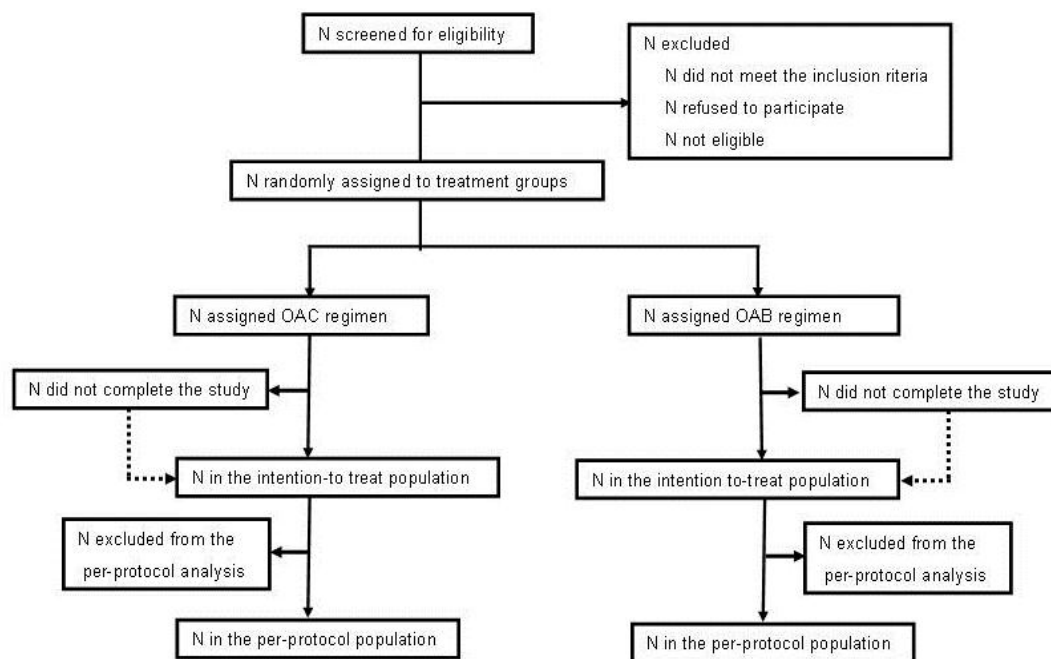 N screened for eligibility
N excluded
N did not meet the inclusion riteria
N refused to participate
N not eligible
N randomly assigned to treatment groups
N assigned OAC regimen
N assigned OAB regimen
N did not complete the study
N did not complete the study
N in the intention-to treat population
N in the intention to-treat population
N excluded from the
per-protocol analysis
N excluded from the
per-protocol analysis
N in the per-protocol population
N in the per-protocol population